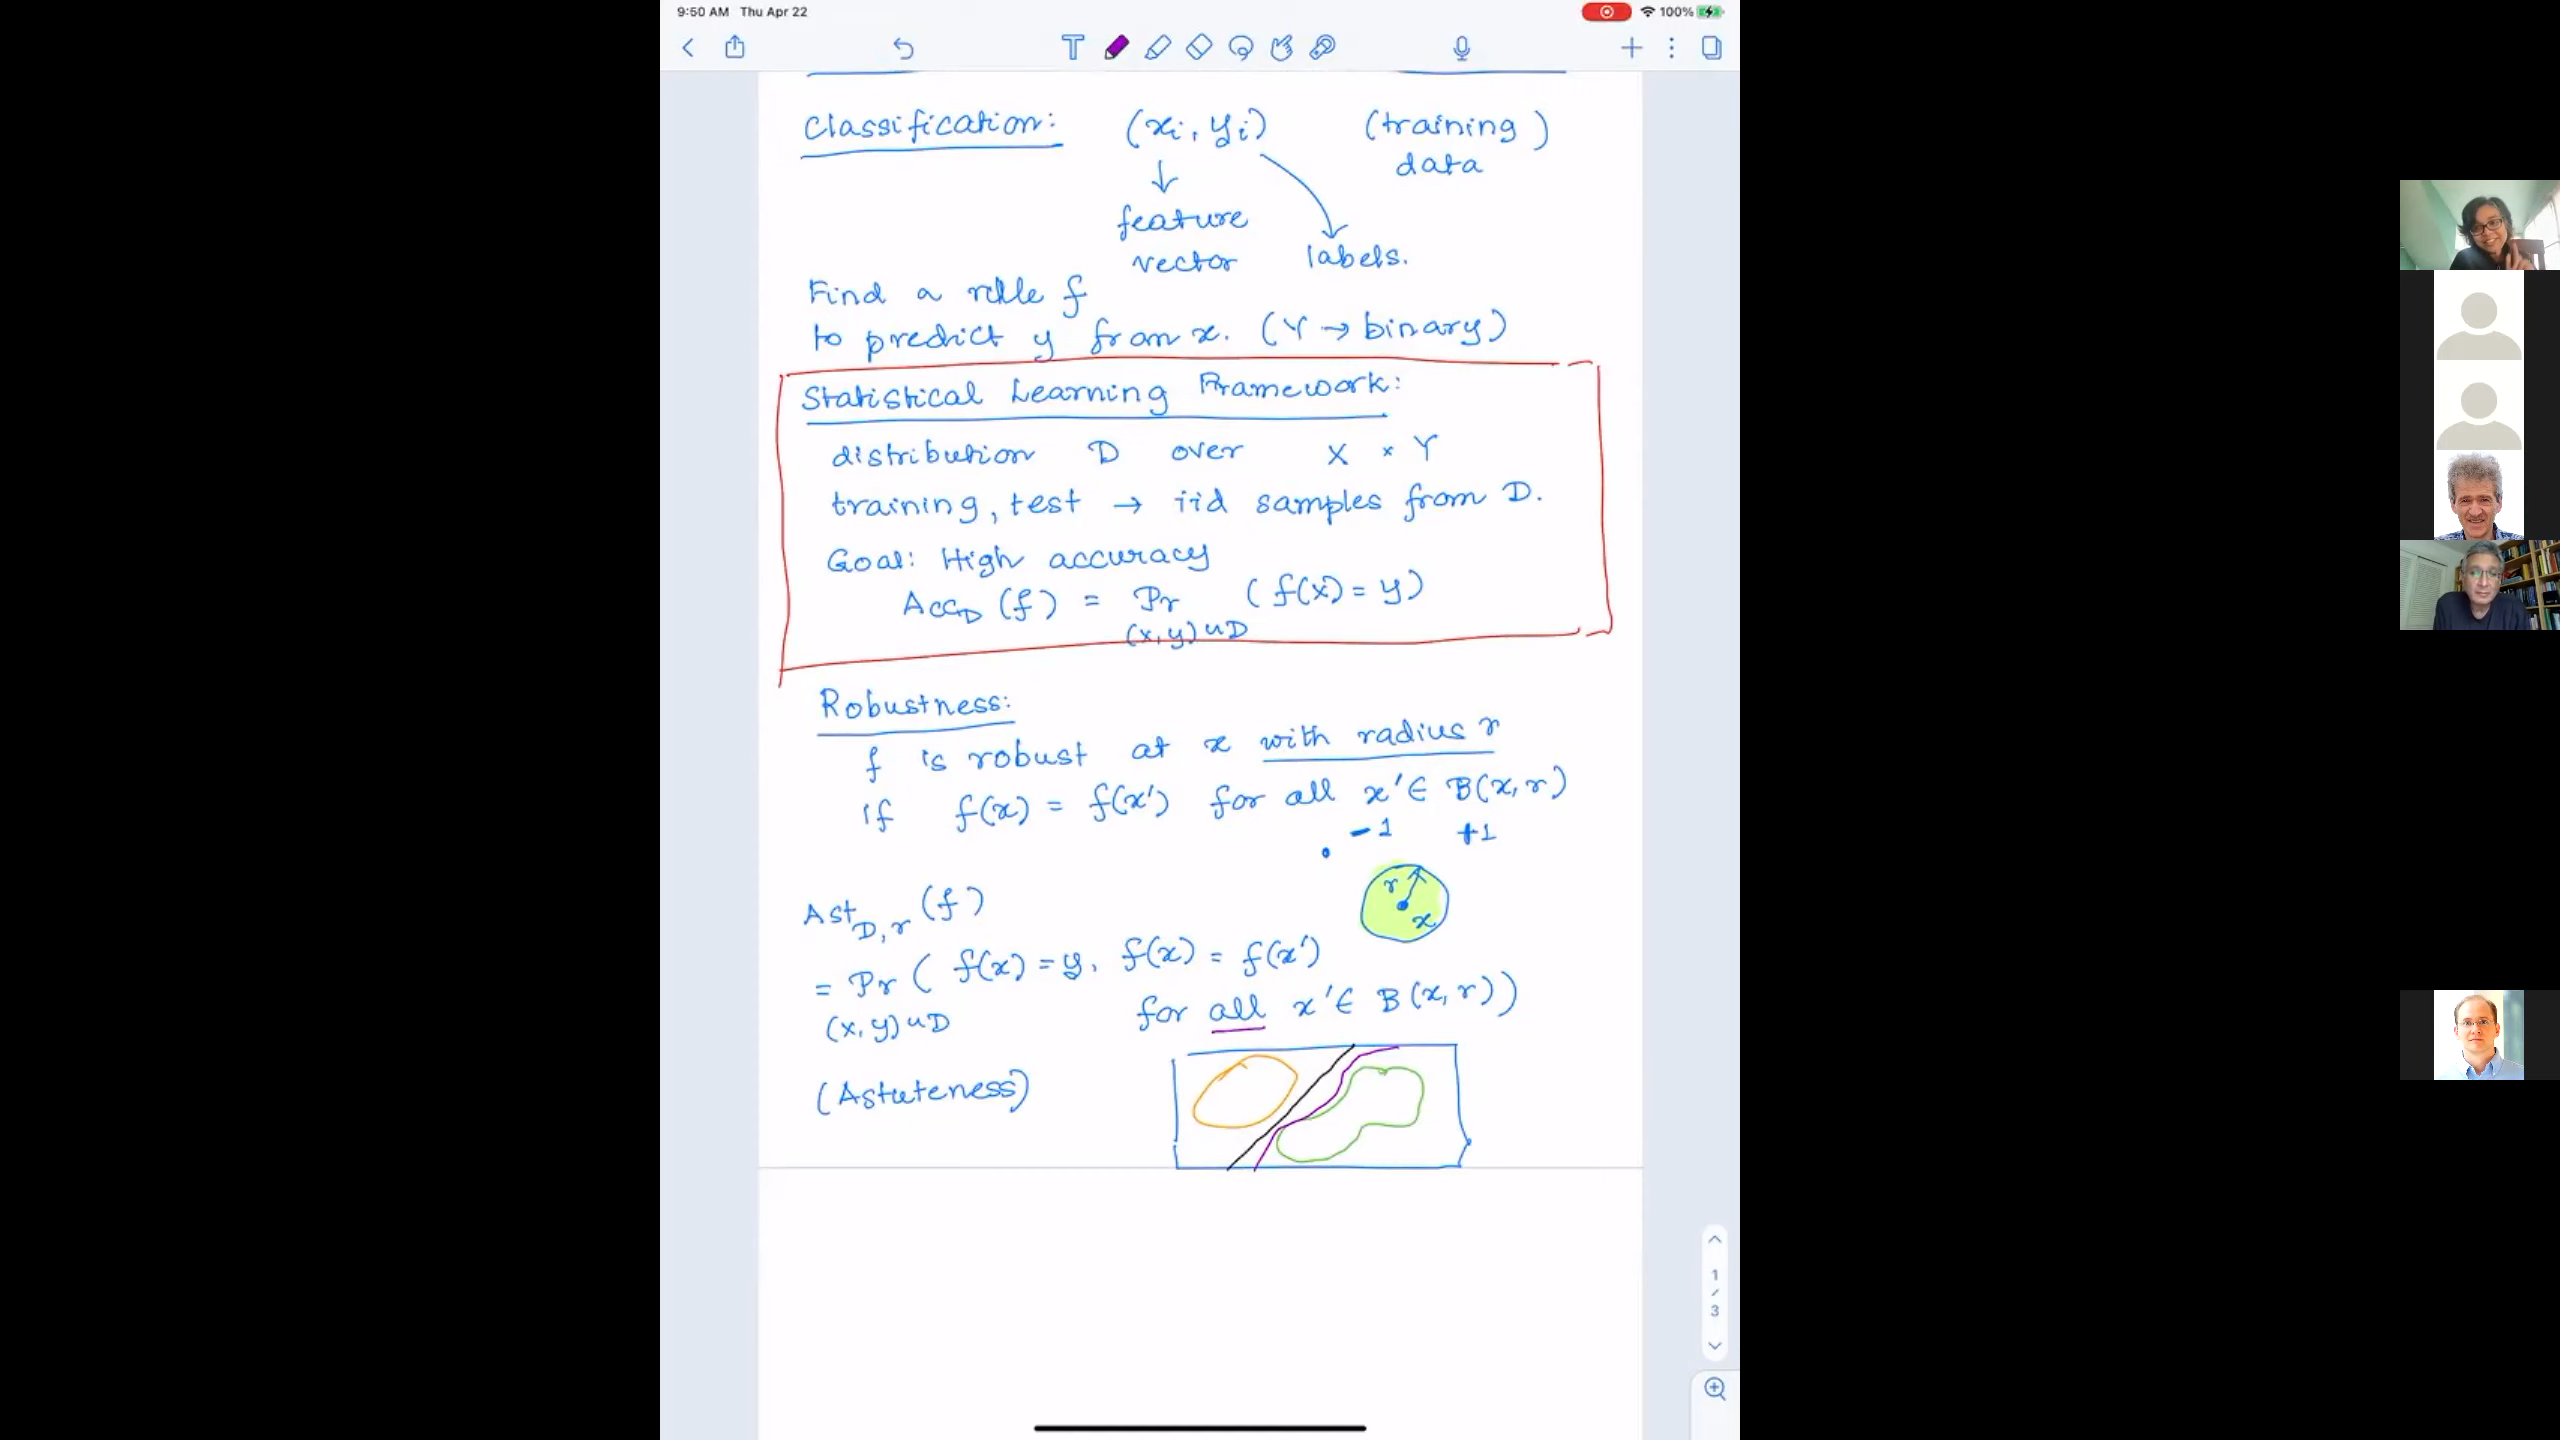 9:50 AM Thu Apr 22
100%
Classification: (xi, yi) (training data)
feature vector
labels.
Find a rule f
to predict y from x. (Y → binary)
Statistical Learning Framework:
distribution D over X × Y
training, test → iid samples from D.
Goal: High accuracy
Acc_D (f) = Pr (f(x) = y)
(x,y) ∼ D
Robustness:
f is robust at x with radius r
if f(x) = f(x') for all x' ∈ B(x, r)
-1 +1
r
x
Ast_D,r (f)
= Pr ( f(x) = y, f(x) = f(x')
(x, y) ∼ D for all x' ∈ B(x, r))
(Astuteness)
1
/
3